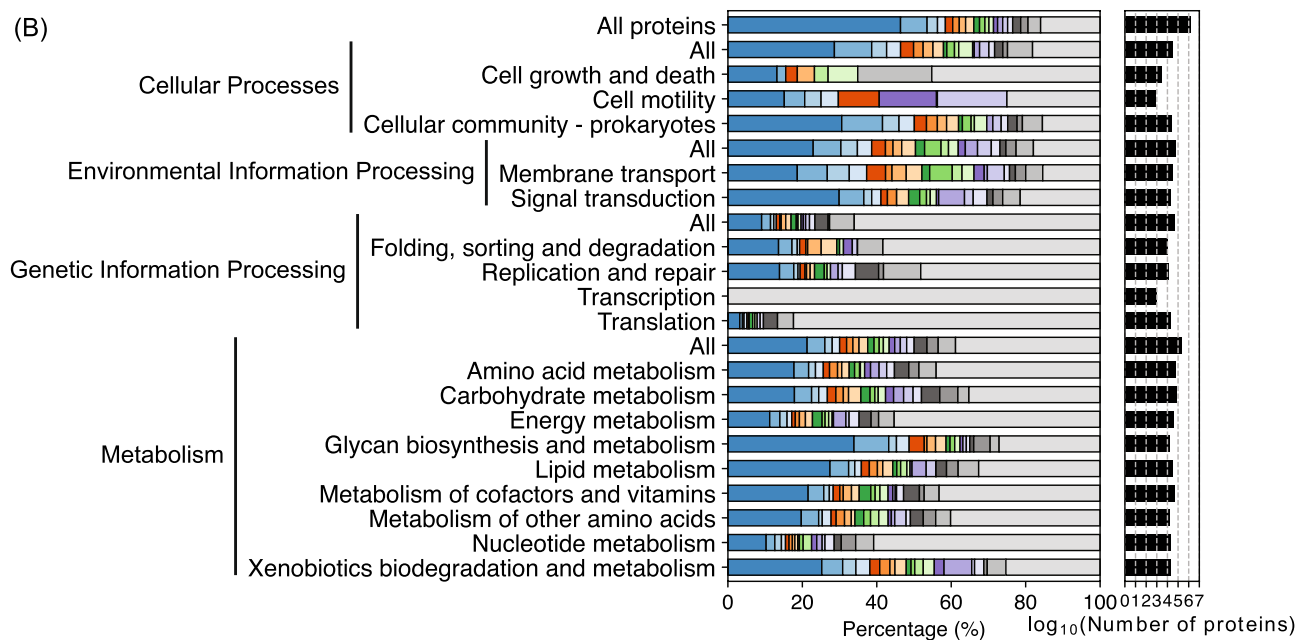 (B)
All proteins
All
Cellular Processes
Cell growth and death
Cell motility
Cellular community - prokaryotes
All
Environmental Information Processing
Membrane transport
Signal transduction
All
Folding, sorting and degradation
Genetic Information Processing
Replication and repair
Transcription
Translation
All
Amino acid metabolism
Carbohydrate metabolism
Energy metabolism
Glycan biosynthesis and metabolism
Metabolism
Lipid metabolism
Metabolism of cofactors and vitamins
Metabolism of other amino acids
Nucleotide metabolism
Xenobiotics biodegradation and metabolism
0 20 40 60 80 100 0 1 2 3 4 5 6 7
Percentage (%) log10(Number of proteins)